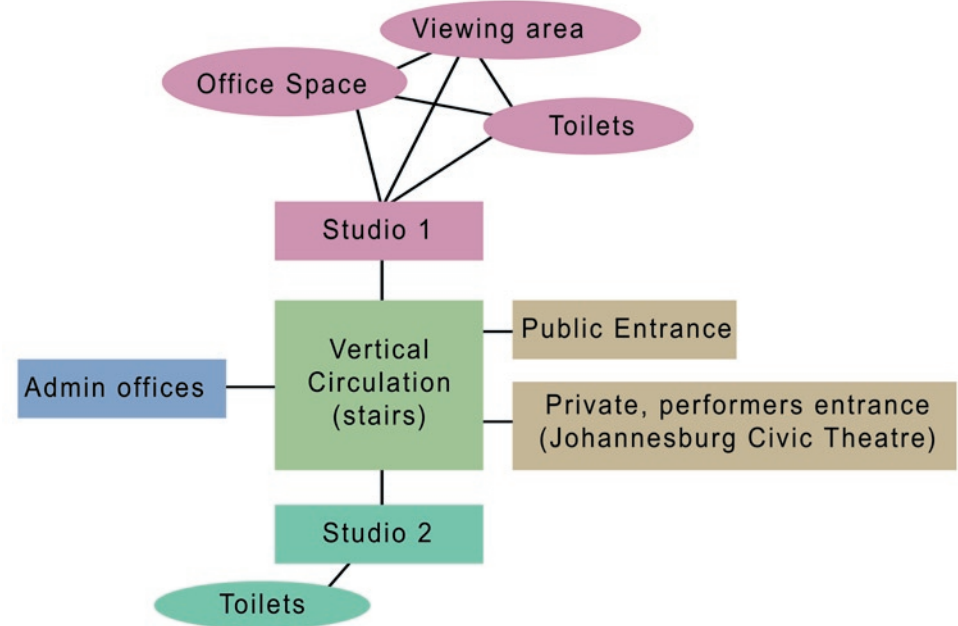 Viewing area
Office Space
Toilets
Studio 1
Vertical
Circulation
(stairs)
Public Entrance
Admin offices
Private, performers entrance
(Johannesburg Civic Theatre)
Studio 2
Toilets